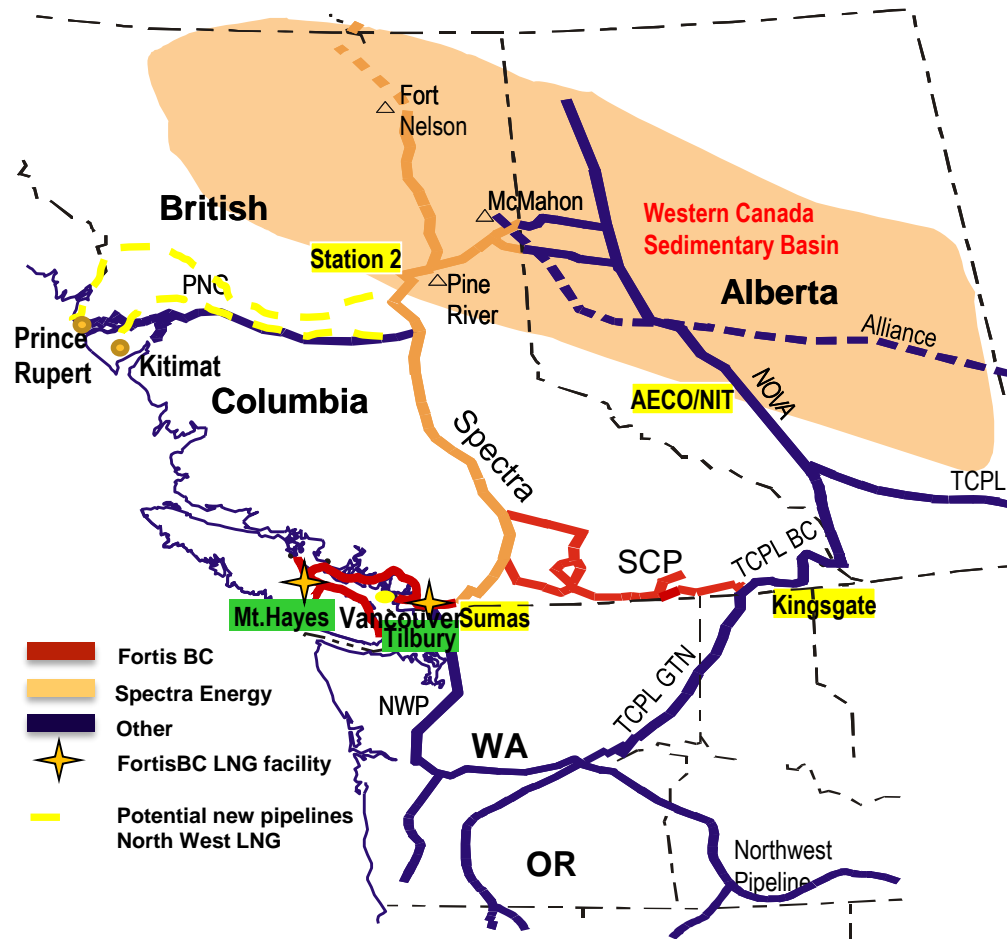 Fort
Nelson
McMahon
British
Western Canada
Sedimentary Basin
Station 2
PNG
Pine
River
Alberta
Alliance
Prince
Rupert
Kitimat
Columbia
AECO/NIT
NOVA
Spectra
TCPL
SCP
TCPL BC
Kingsgate
Mt.Hayes
Vancouver
Sumas
Tilbury
Fortis BC
Spectra Energy
Other
FortisBC LNG facility
Potential new pipelines
North West LNG
NWP
WA
TCPL GTN
OR
Northwest
Pipeline